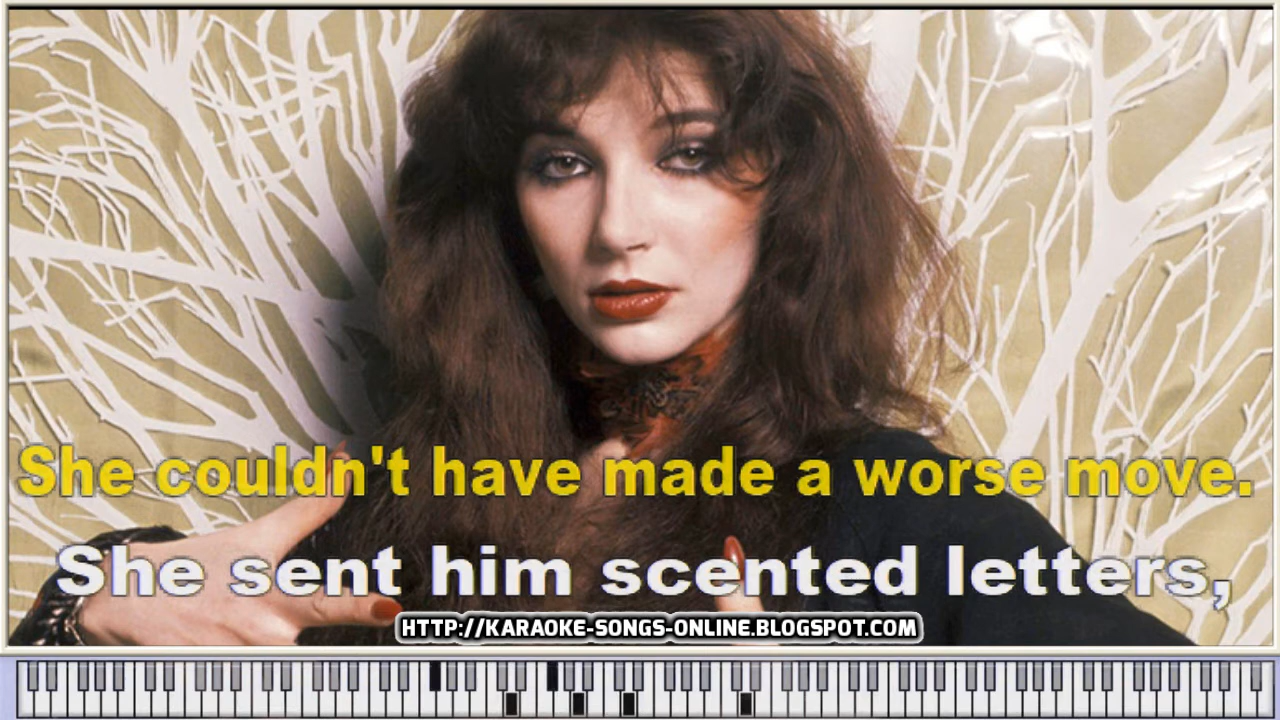 She couldn't have made a worse move.
She sent him scented letters,
HTTP://KARAOKE-SONGS-ONLINE.BLOGSPOT.COM